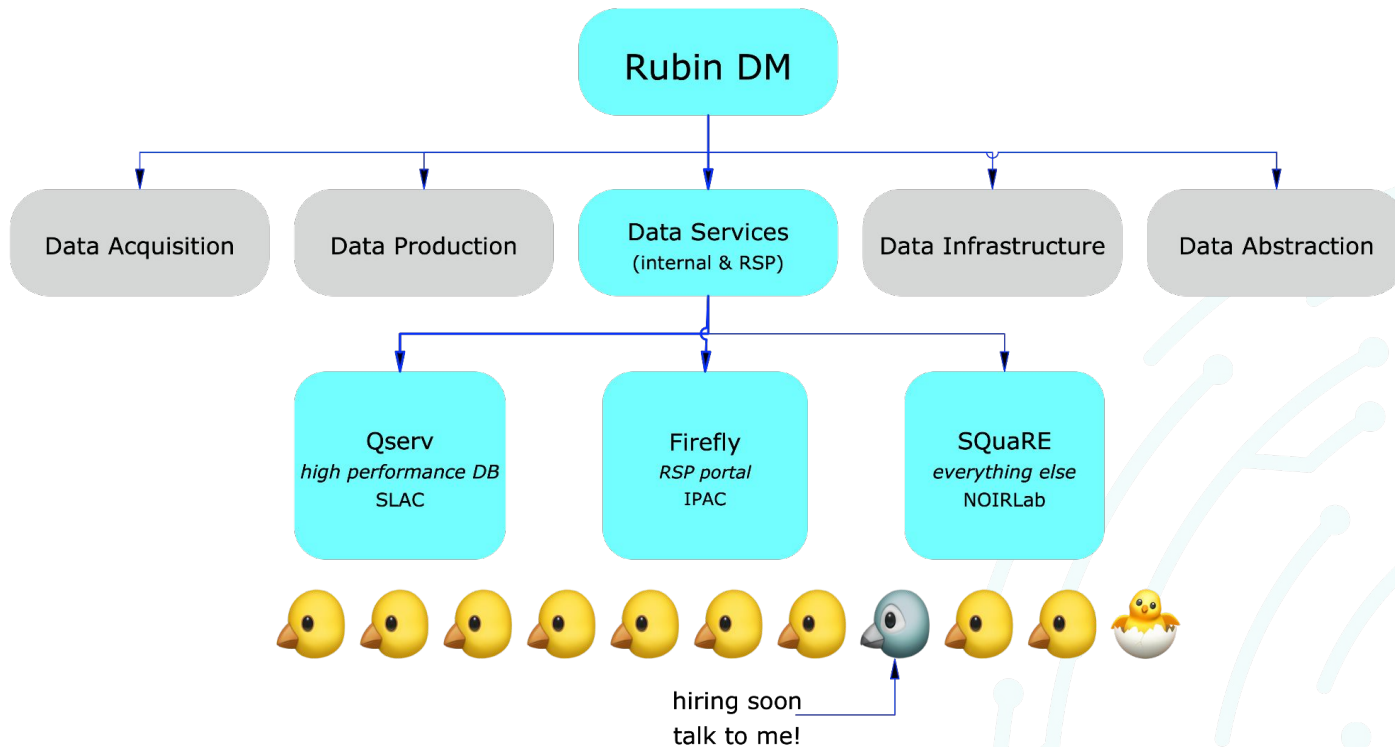 Rubin DM
Data Acquisition
Data Production
Data Services
(internal & RSP)
Data Infrastructure
Data Abstraction
Qserv
high performance DB
SLAC
Firefly
RSP portal
IPAC
SQuaRE
everything else
NOIRLab
hiring soon
talk to me!